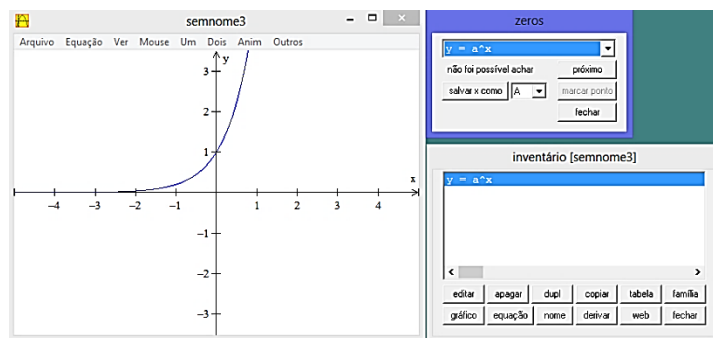 semnome3
Arquivo Equação Ver Mouse Um Dois Anim Outros
y
3
2
1
x
−4 −3 −2 −1 1 2 3 4
−1
−2
−3
zeros
y = a^x
não foi possível achar próximo
salvar x como A marcar ponto
fechar
inventário [semnome3]
y = a^x
editar apagar dupl copiar tabela família
gráfico equação nome derivar web fechar